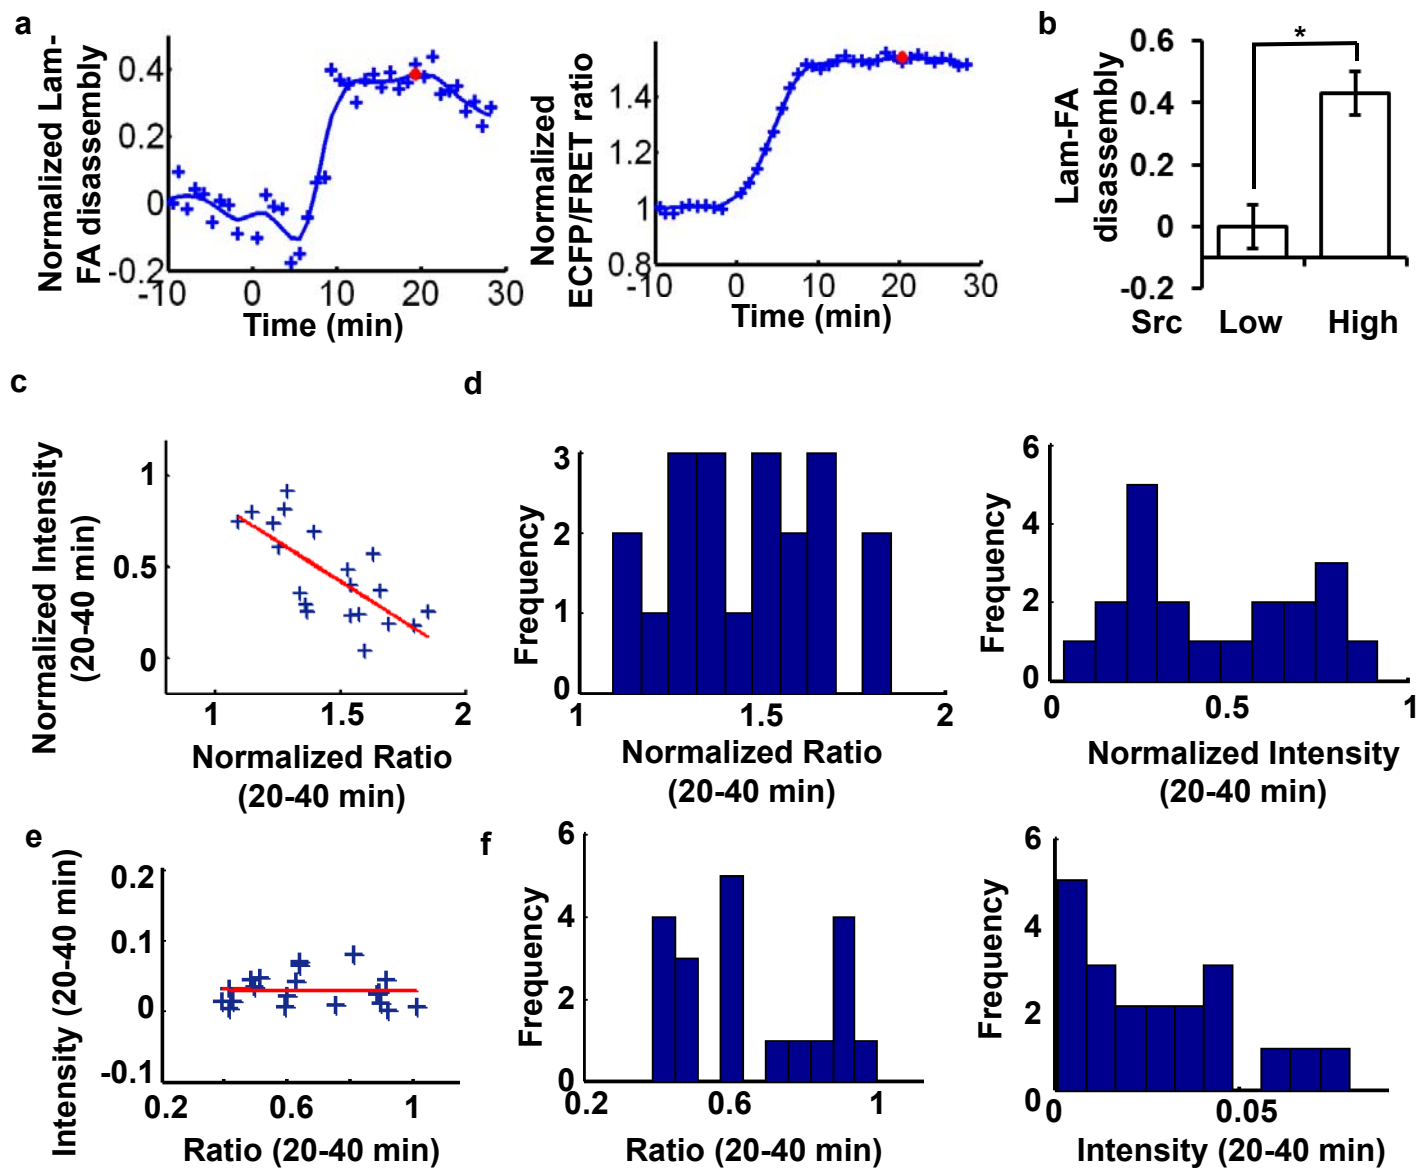 a
Normalized Lam-
FA disassembly
0.4
0.2
0
-0.2
-10 0 10 20 30
Time (min)
Normalized
ECFP/FRET ratio
1.4
1.2
1
0.8
-10 0 10 20 30
Time (min)
b
Lam-FA
disassembly
0.6
0.4
0.2
0
-0.2
*
Src Low High
c
Normalized Intensity
(20-40 min)
1
0.5
0
1 1.5 2
Normalized Ratio
(20-40 min)
d
Frequency
3
2
1
0
1 1.5 2
Normalized Ratio
(20-40 min)
Frequency
6
4
2
0
0 0.5 1
Normalized Intensity
(20-40 min)
e
Intensity (20-40 min)
0.2
0.1
0
-0.1
0.2 0.6 1
Ratio (20-40 min)
f
Frequency
6
4
2
0
0.2 0.6 1
Ratio (20-40 min)
Frequency
6
4
2
0
0 0.05
Intensity (20-40 min)